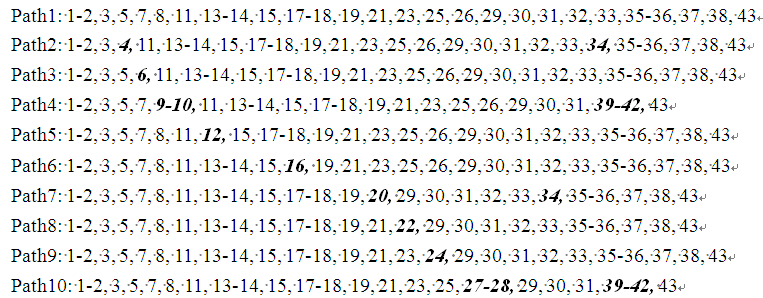 Path1: 1-2, 3, 5, 7, 8, 11, 13-14, 15, 17-18, 19, 21, 23, 25, 26, 29, 30, 31, 32, 33, 35-36, 37, 38, 43
Path2: 1-2, 3, 4, 11, 13-14, 15, 17-18, 19, 21, 23, 25, 26, 29, 30, 31, 32, 33, 34, 35-36, 37, 38, 43
Path3: 1-2, 3, 5, 6, 11, 13-14, 15, 17-18, 19, 21, 23, 25, 26, 29, 30, 31, 32, 33, 35-36, 37, 38, 43
Path4: 1-2, 3, 5, 7, 9-10, 11, 13-14, 15, 17-18, 19, 21, 23, 25, 26, 29, 30, 31, 39-42, 43
Path5: 1-2, 3, 5, 7, 8, 11, 12, 15, 17-18, 19, 21, 23, 25, 26, 29, 30, 31, 32, 33, 35-36, 37, 38, 43
Path6: 1-2, 3, 5, 7, 8, 11, 13-14, 15, 16, 19, 21, 23, 25, 26, 29, 30, 31, 32, 33, 35-36, 37, 38, 43
Path7: 1-2, 3, 5, 7, 8, 11, 13-14, 15, 17-18, 19, 20, 29, 30, 31, 32, 33, 34, 35-36, 37, 38, 43
Path8: 1-2, 3, 5, 7, 8, 11, 13-14, 15, 17-18, 19, 21, 22, 29, 30, 31, 32, 33, 35-36, 37, 38, 43
Path9: 1-2, 3, 5, 7, 8, 11, 13-14, 15, 17-18, 19, 21, 23, 24, 29, 30, 31, 32, 33, 35-36, 37, 38, 43
Path10: 1-2, 3, 5, 7, 8, 11, 13-14, 15, 17-18, 19, 21, 23, 25, 27-28, 29, 30, 31, 39-42, 43